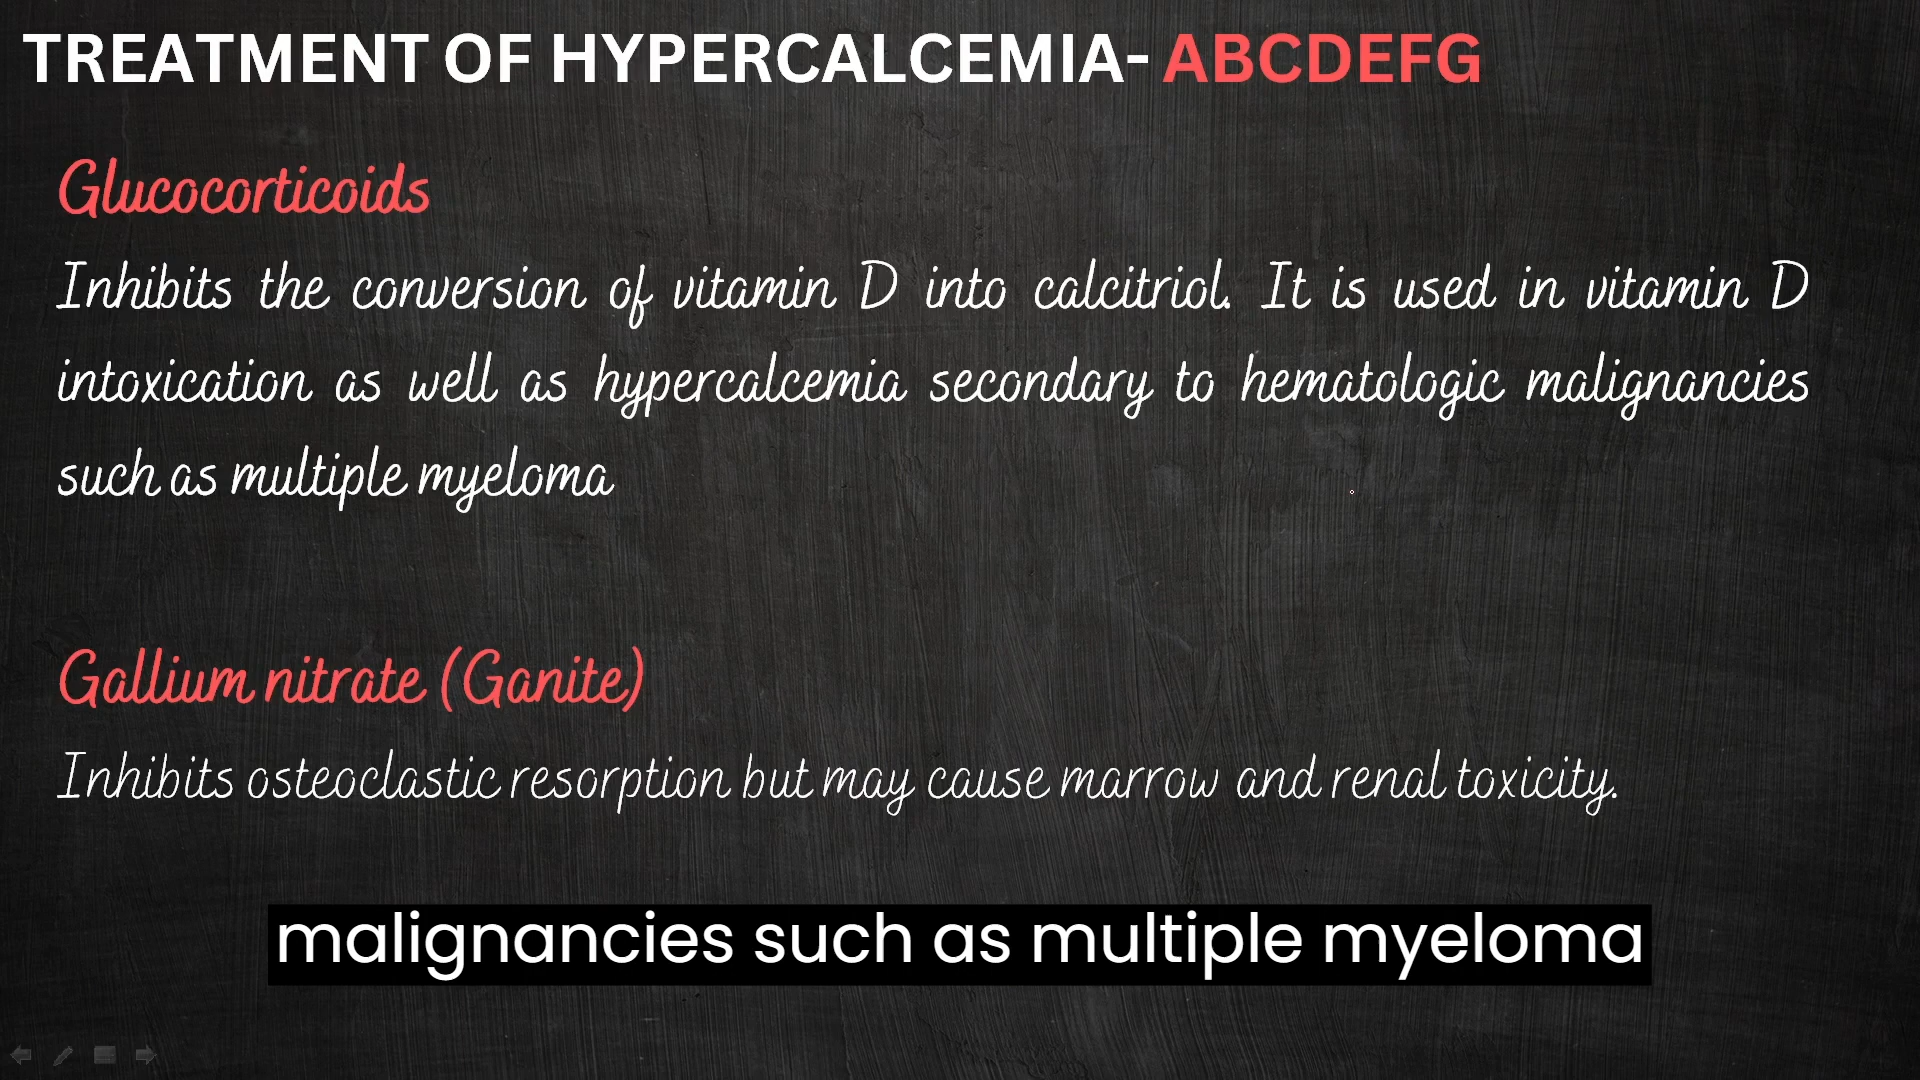 TREATMENT OF HYPERCALCEMIA- ABCDEFG
Glucocorticoids
Inhibits the conversion of vitamin D into calcitriol. It is used in vitamin D
intoxication as well as hypercalcemia secondary to hematologic malignancies
such as multiple myeloma
Gallium nitrate (Ganite)
Inhibits osteoclastic resorption but may cause marrow and renal toxicity.
malignancies such as multiple myeloma